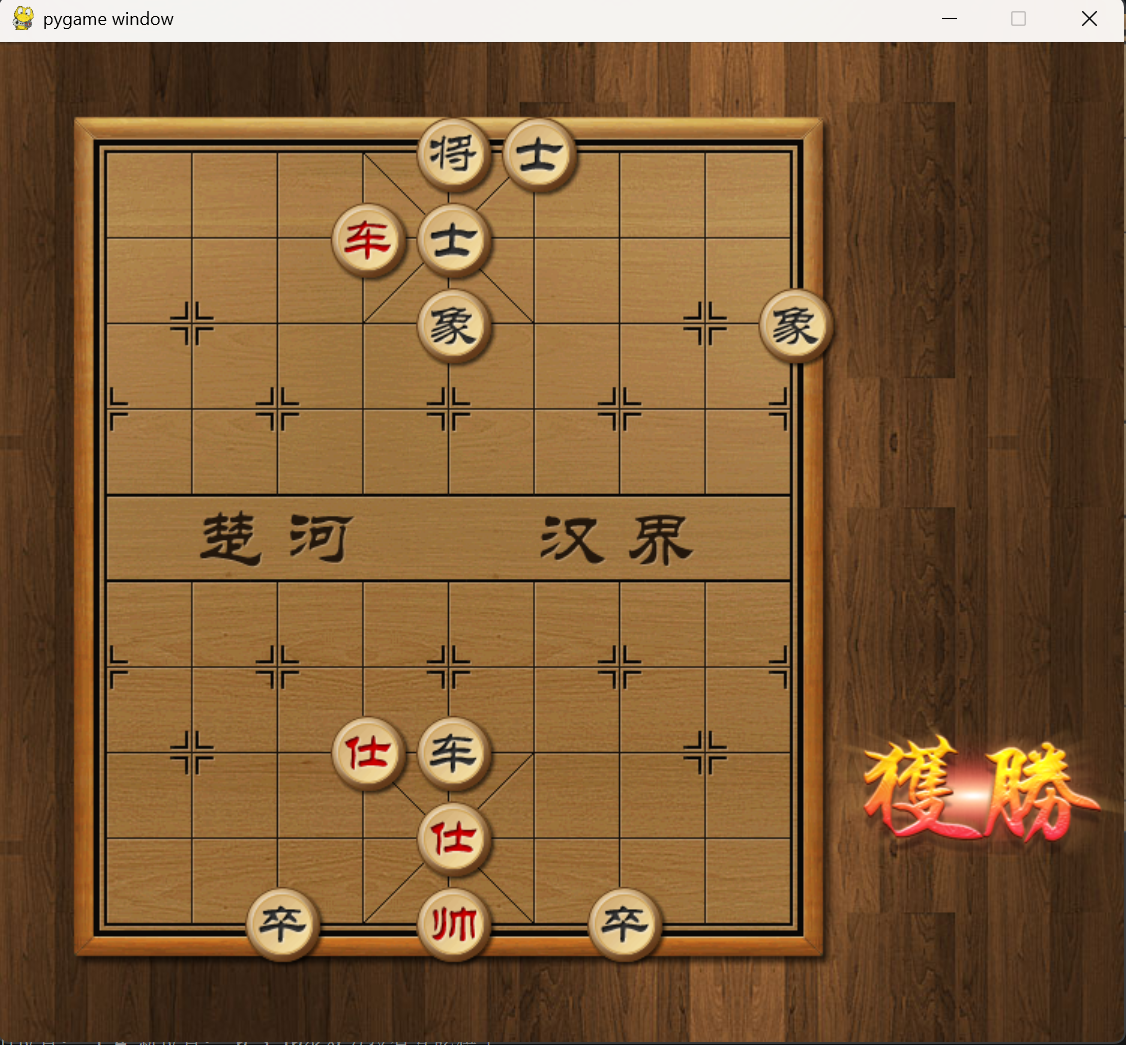 pygame window
将 士
车 士
象 象
楚河 汉界
仕 车
獲勝
仕
卒 帅 卒